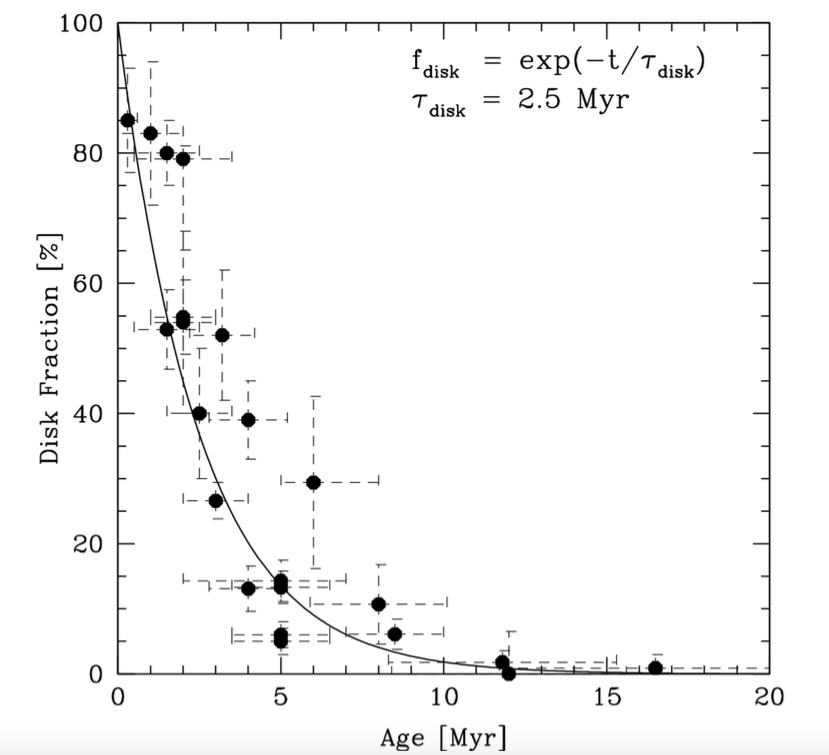 100
f_disk = exp(−t/τ_disk)
τ_disk = 2.5 Myr
80
60
Disk Fraction [%]
40
20
0
0 5 10 15 20
Age [Myr]